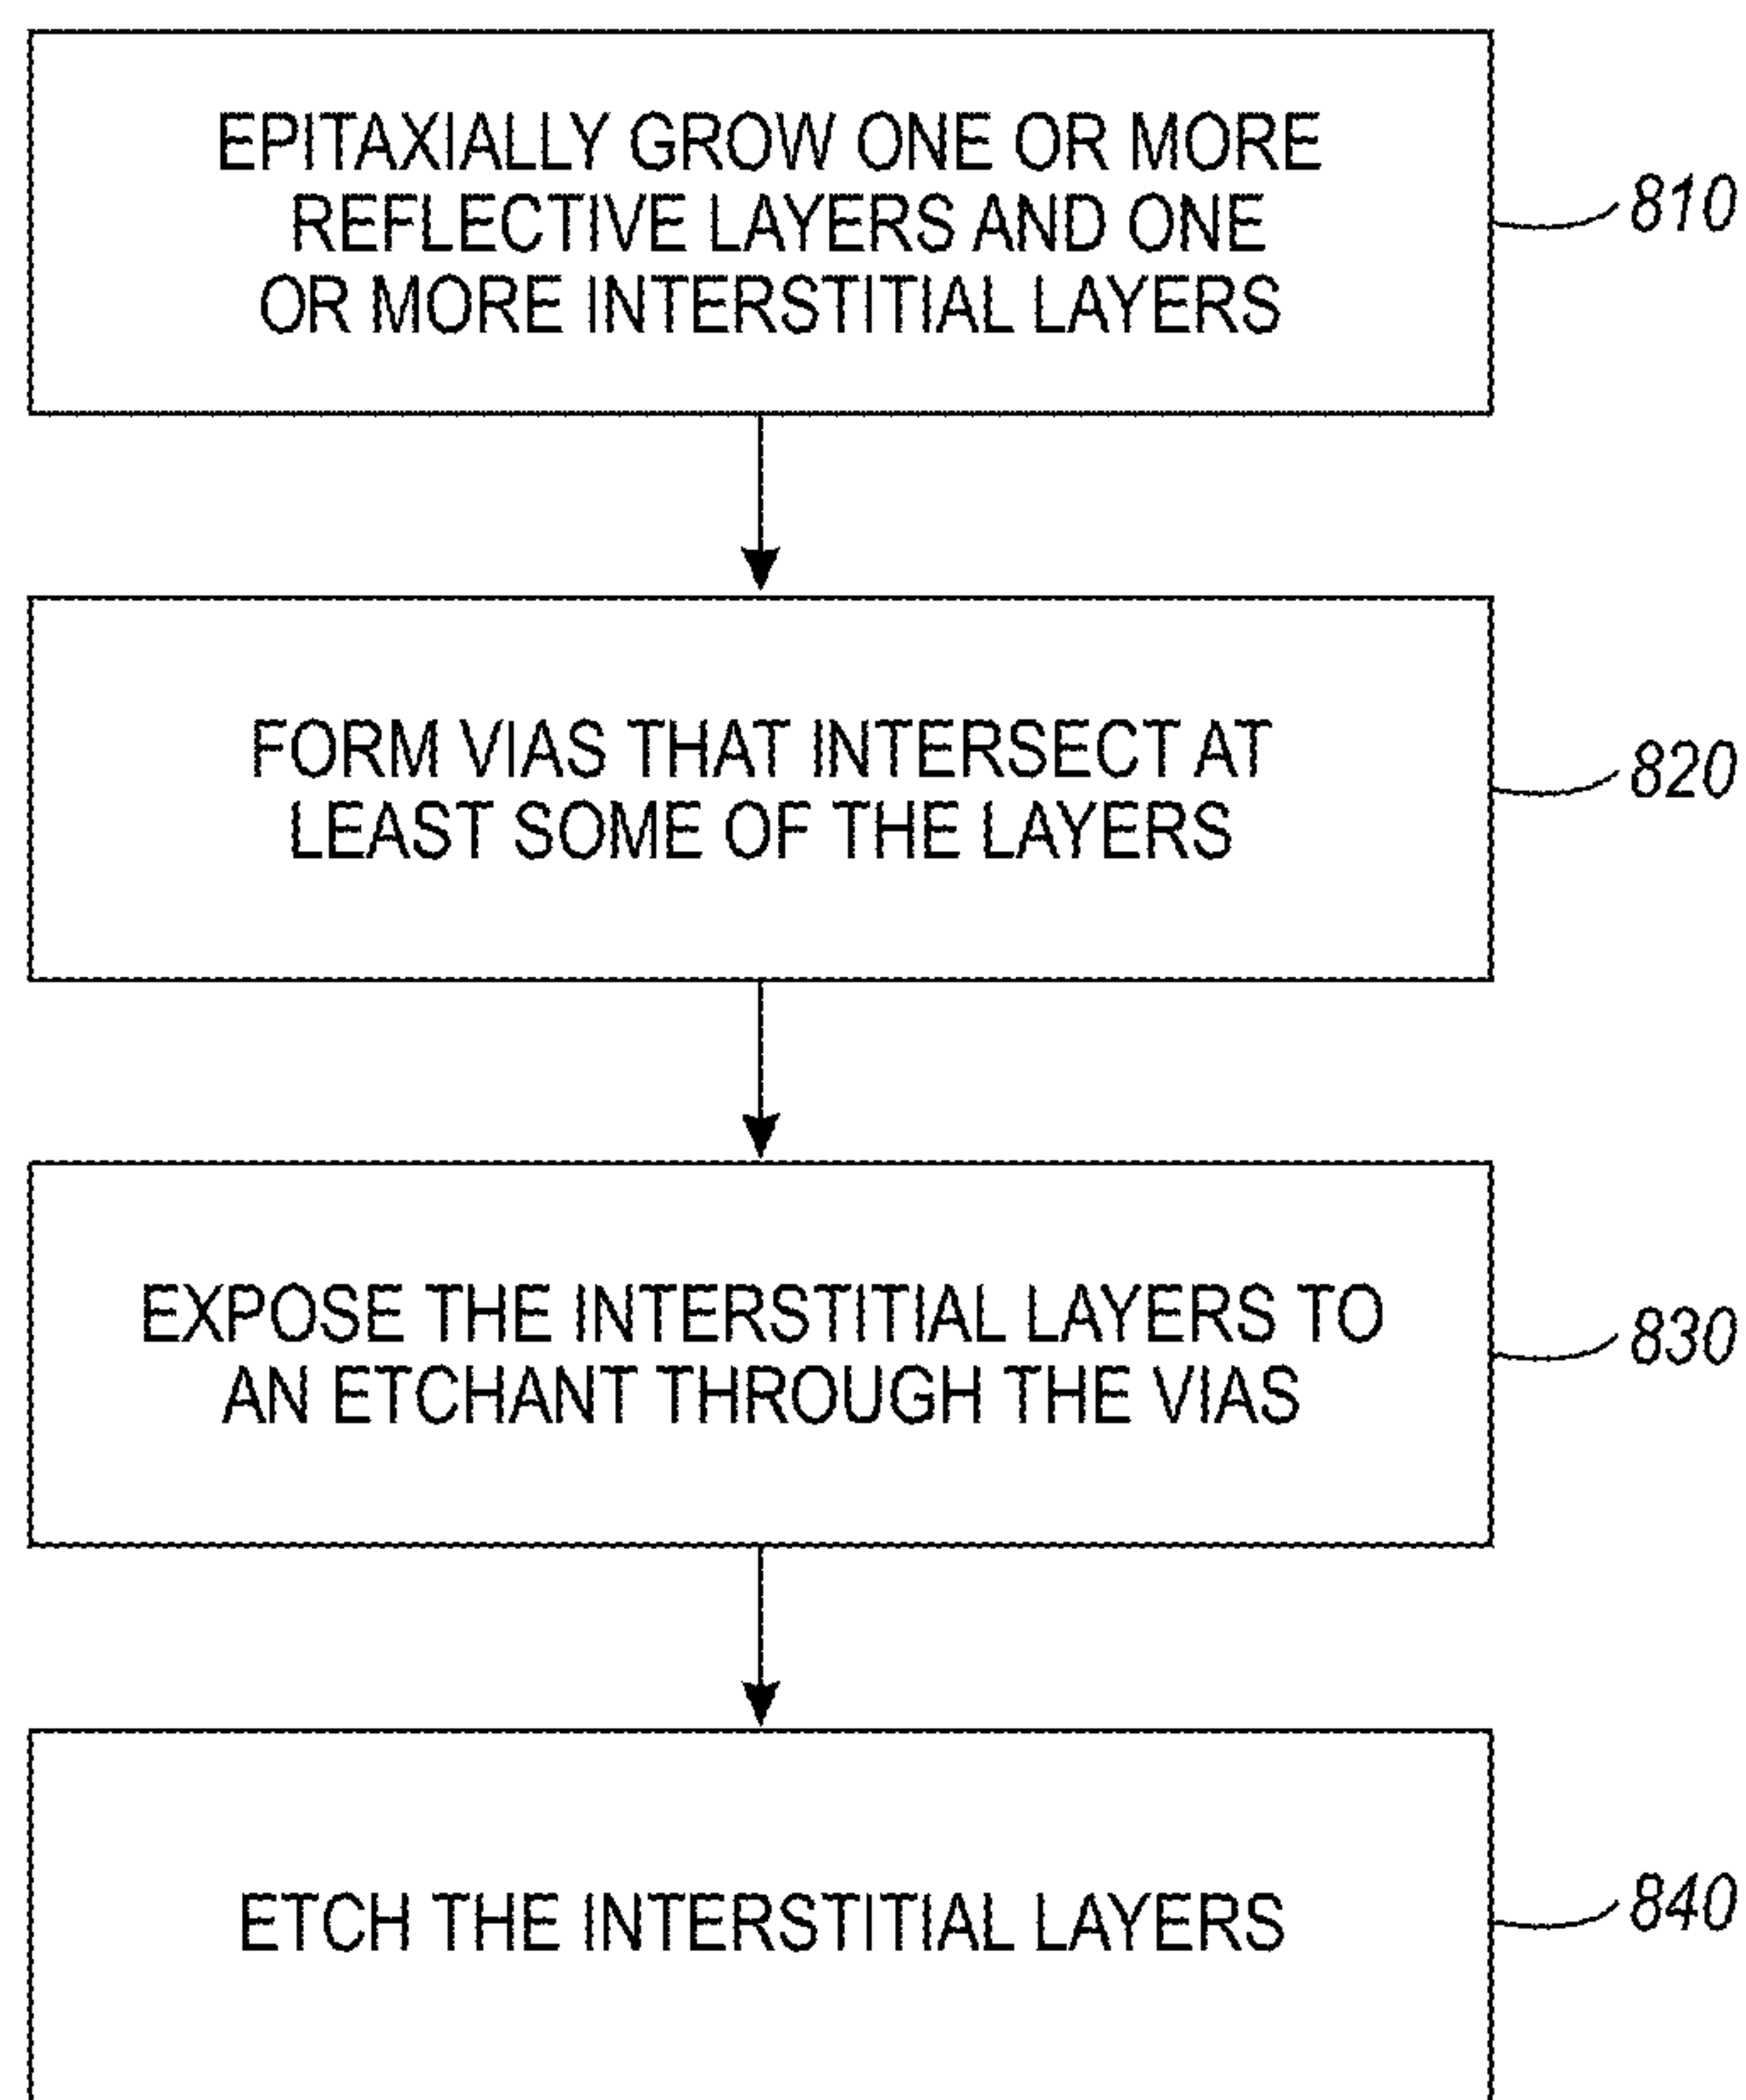 EPITAXIALLY GROW ONE OR MORE
REFLECTIVE LAYERS AND ONE
OR MORE INTERSTITIAL LAYERS
810
FORM VIAS THAT INTERSECT AT
LEAST SOME OF THE LAYERS
820
EXPOSE THE INTERSTITIAL LAYERS TO
AN ETCHANT THROUGH THE VIAS
830
ETCH THE INTERSTITIAL LAYERS
840